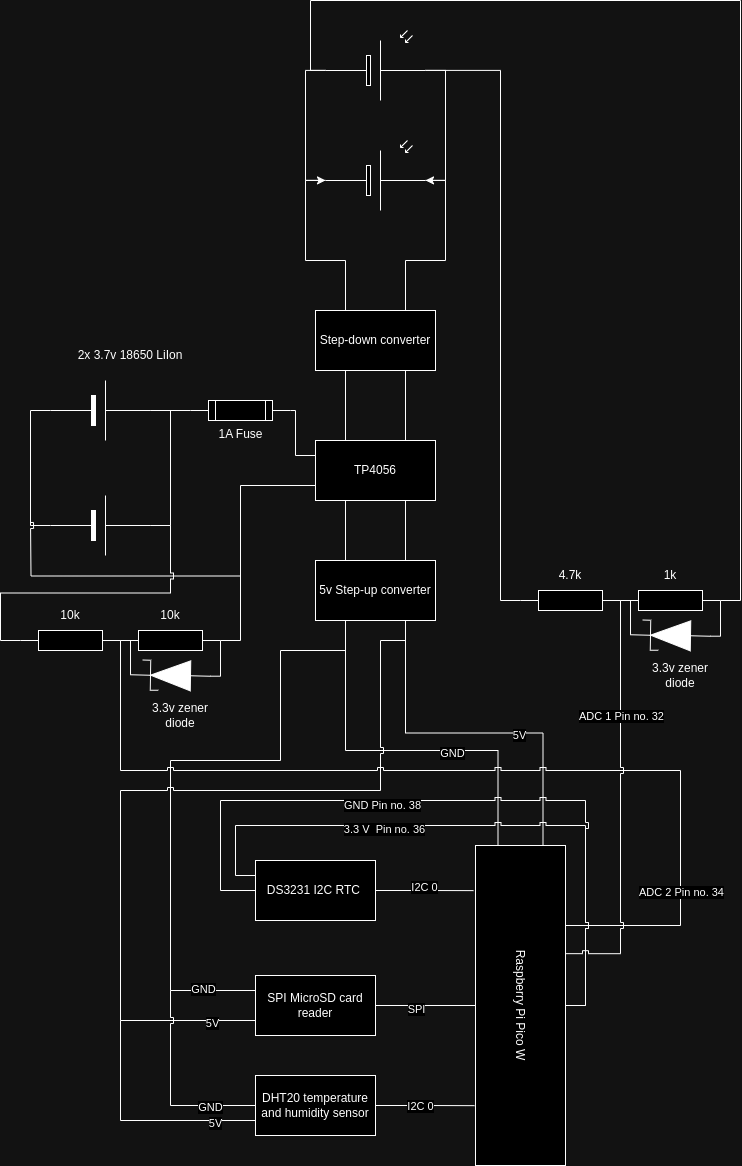 Step-down converter
2x 3.7v 18650 LiIon
1A Fuse
TP4056
5v Step-up converter
4.7k
1k
10k
10k
3.3v zener
diode
3.3v zener
diode
ADC 1 Pin no. 32
5V
GND
GND Pin no. 38
3.3 V  Pin no. 36
DS3231 I2C RTC
I2C 0
ADC 2 Pin no. 34
Raspberry Pi Pico W
GND
SPI MicroSD card
reader
SPI
5V
DHT20 temperature
and humidity sensor
GND
I2C 0
5V